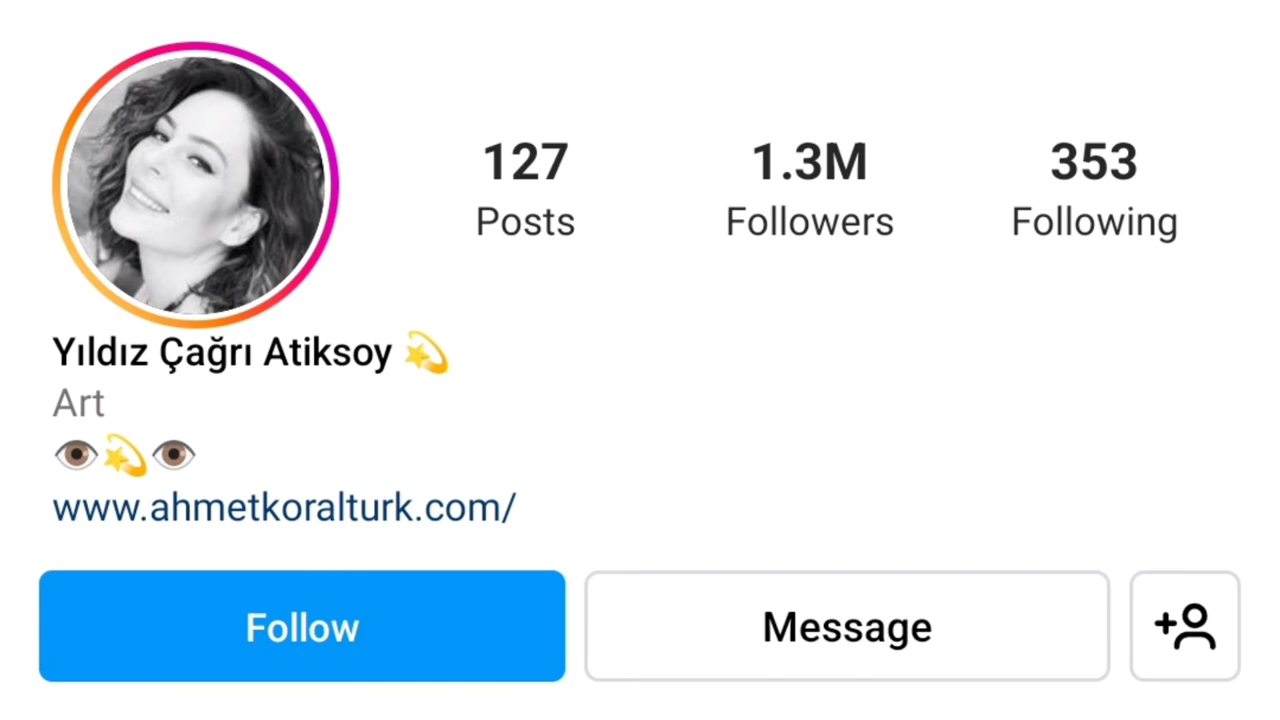 127 1.3M 353
Posts Followers Following
Yıldız Çağrı Atiksoy 💫
Art
👁💫👁
www.ahmetkoralturk.com/
Follow Message